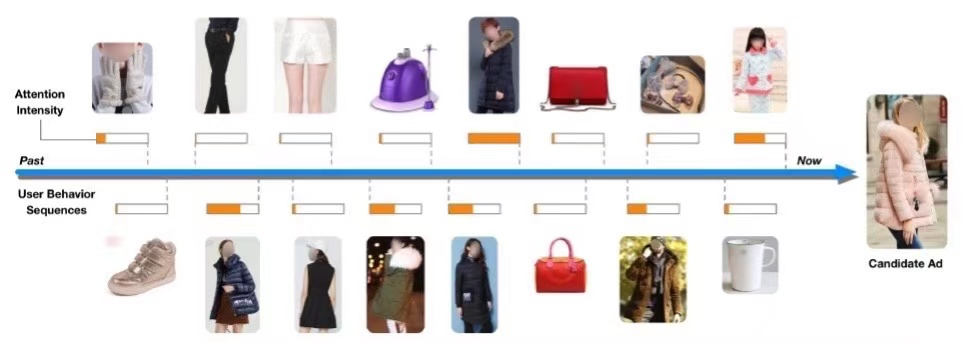 Attention
Intensity
Past
Now
User Behavior
Sequences
Candidate Ad